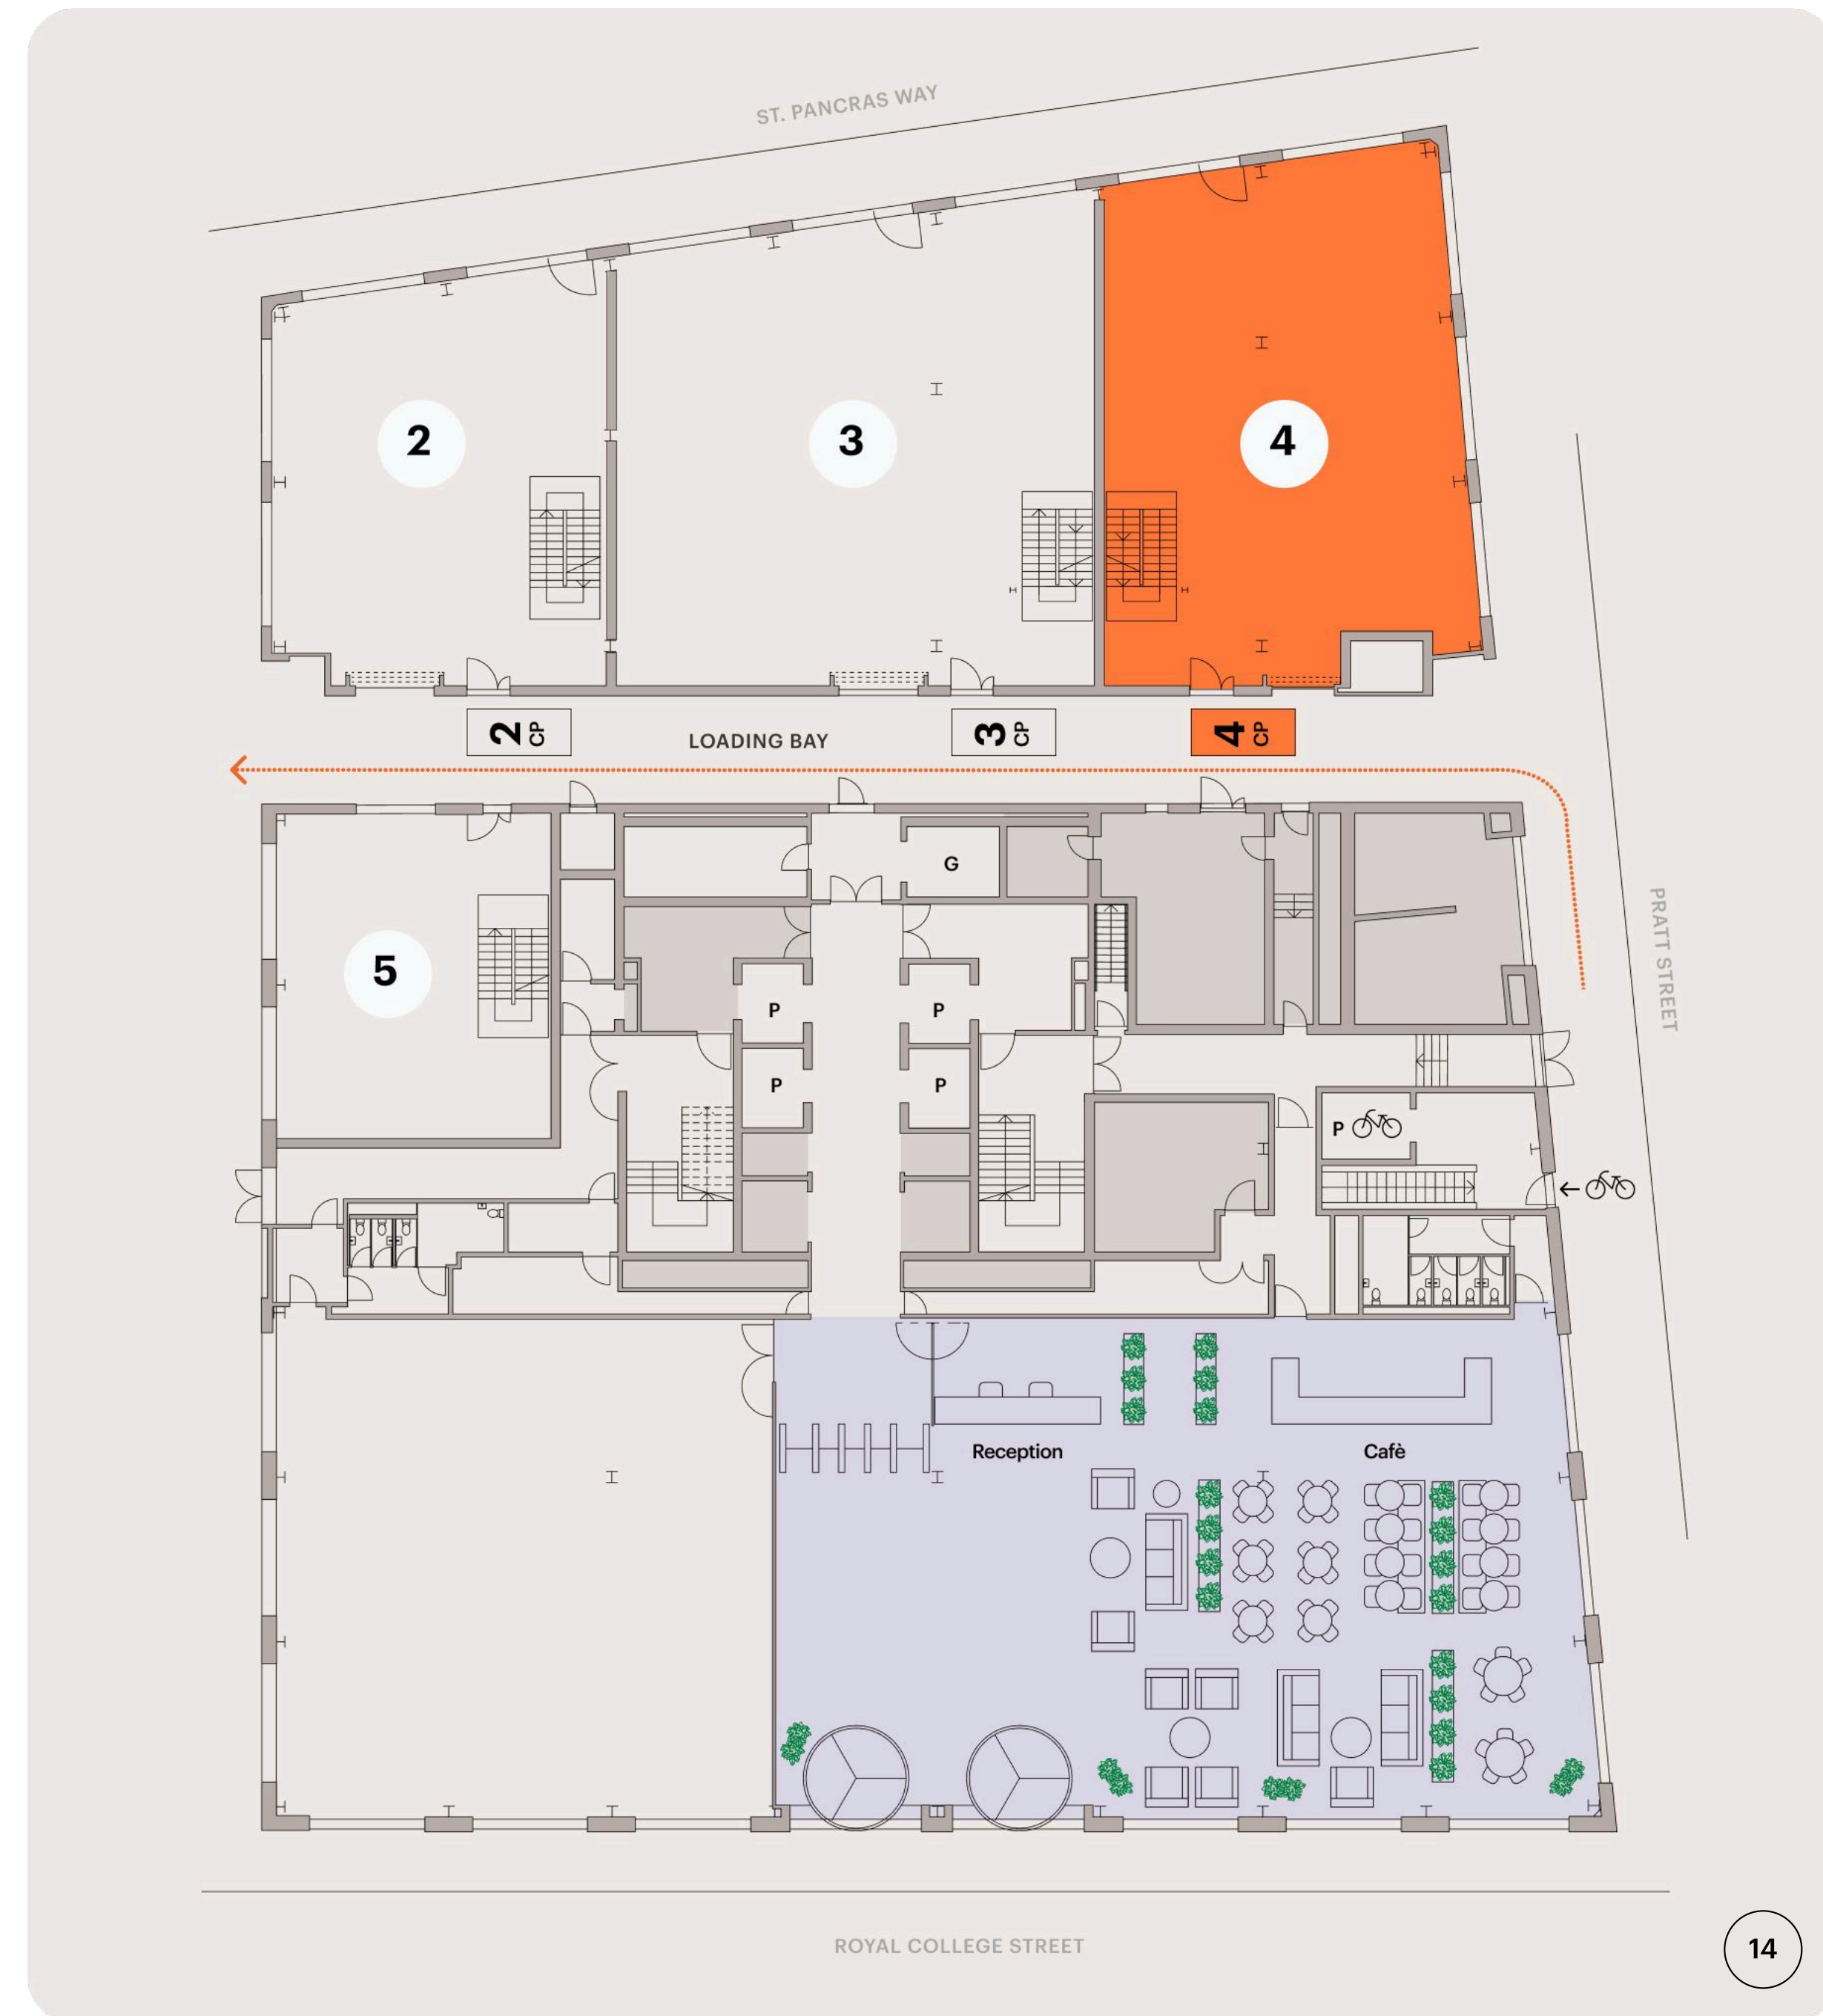 ST. PANCRAS WAY
2
3
4
2 CP
LOADING BAY
3 CP
4 CP
G
5
PRATT STREET
P
P
P
P
P
Reception
Cafè
ROYAL COLLEGE STREET
14